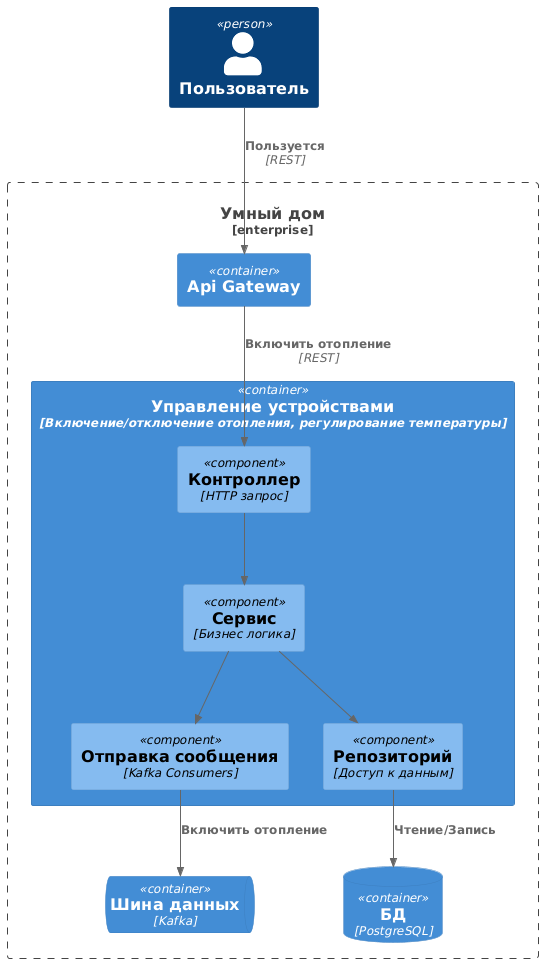 «person»
Пользователь
Пользуется
[REST]
Умный дом
[enterprise]
«container»
Api Gateway
Включить отопление
[REST]
«container»
Управление устройствами
[Включение/отключение отопления, регулирование температуры]
«component»
Контроллер
[HTTP запрос]
«component»
Сервис
[Бизнес логика]
«component»
Отправка сообщения
[Kafka Consumers]
«component»
Репозиторий
[Доступ к данным]
Включить отопление
Чтение/Запись
«container»
Шина данных
[Kafka]
«container»
БД
[PostgreSQL]